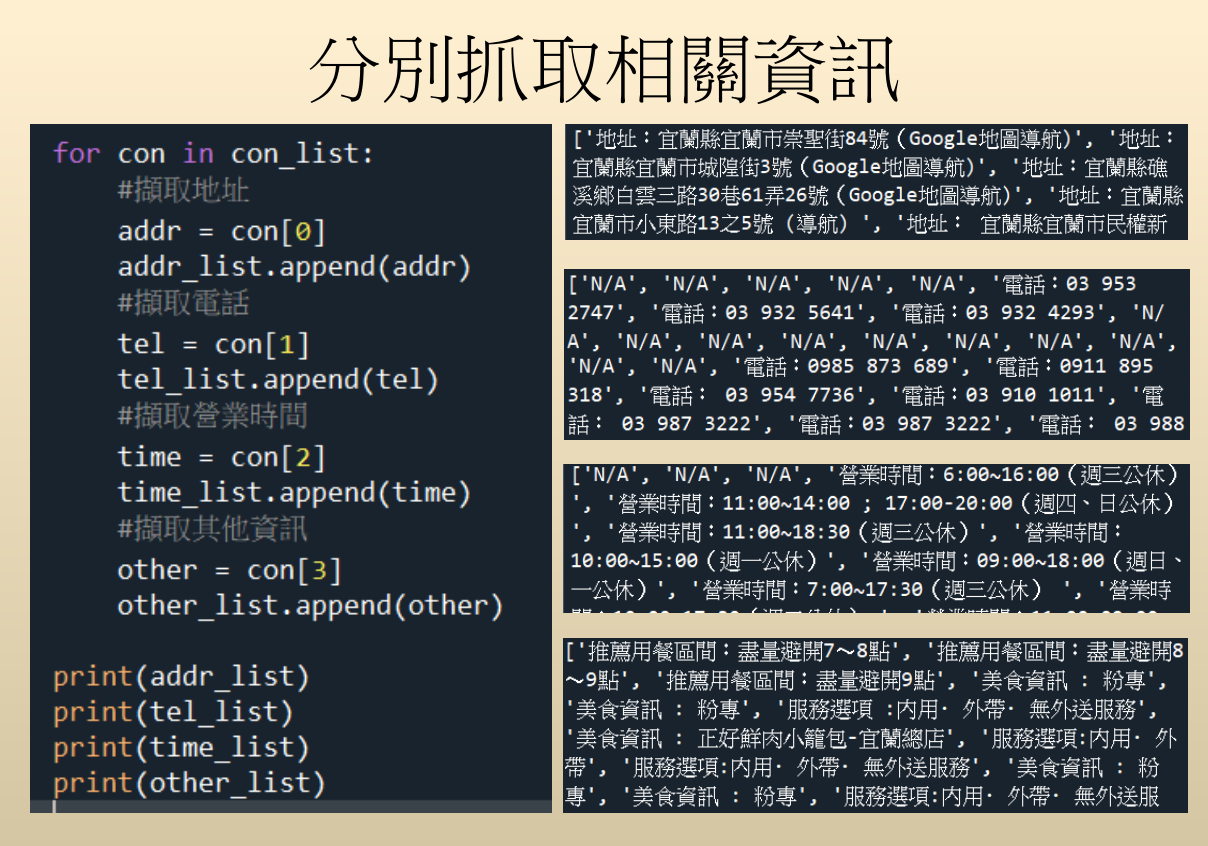 分別抓取相關資訊
for con in con_list:
    #擷取地址
    addr = con[0]
    addr_list.append(addr)
    #擷取電話
    tel = con[1]
    tel_list.append(tel)
    #擷取營業時間
    time = con[2]
    time_list.append(time)
    #擷取其他資訊
    other = con[3]
    other_list.append(other)
print(addr_list)
print(tel_list)
print(time_list)
print(other_list)
['地址：宜蘭縣宜蘭市崇聖街84號（Google地圖導航)', '地址：
宜蘭縣宜蘭市城隍街3號（Google地圖導航)', '地址：宜蘭縣礁
溪鄉白雲三路30巷61弄26號（Google地圖導航)', '地址：宜蘭縣
宜蘭市小東路13之5號（導航）', '地址： 宜蘭縣宜蘭市民權新
['N/A', 'N/A', 'N/A', 'N/A', 'N/A', '電話：03 953
2747', '電話：03 932 5641', '電話：03 932 4293', 'N/
A', 'N/A', 'N/A', 'N/A', 'N/A', 'N/A', 'N/A', 'N/A',
'N/A', 'N/A', '電話：0985 873 689', '電話：0911 895
318', '電話： 03 954 7736', '電話：03 910 1011', '電
話： 03 987 3222', '電話：03 987 3222', '電話： 03 988
['N/A', 'N/A', 'N/A', '營業時間：6:00~16:00（週三公休）
', '營業時間：11:00~14:00 ; 17:00-20:00（週四、日公休）
', '營業時間：11:00~18:30（週三公休）', '營業時間：
10:00~15:00（週一公休）', '營業時間：09:00~18:00（週日、
一公休）', '營業時間：7:00~17:30（週三公休） ', '營業時
['推薦用餐區間：盡量避開7～8點', '推薦用餐區間：盡量避開8
～9點', '推薦用餐區間：盡量避開9點', '美食資訊 : 粉專',
'美食資訊 : 粉專', '服務選項 :內用· 外帶· 無外送服務',
'美食資訊 : 正好鮮肉小籠包-宜蘭總店', '服務選項:內用· 外
帶', '服務選項:內用· 外帶· 無外送服務', '美食資訊 : 粉
專', '美食資訊 : 粉專', '服務選項:內用· 外帶· 無外送服